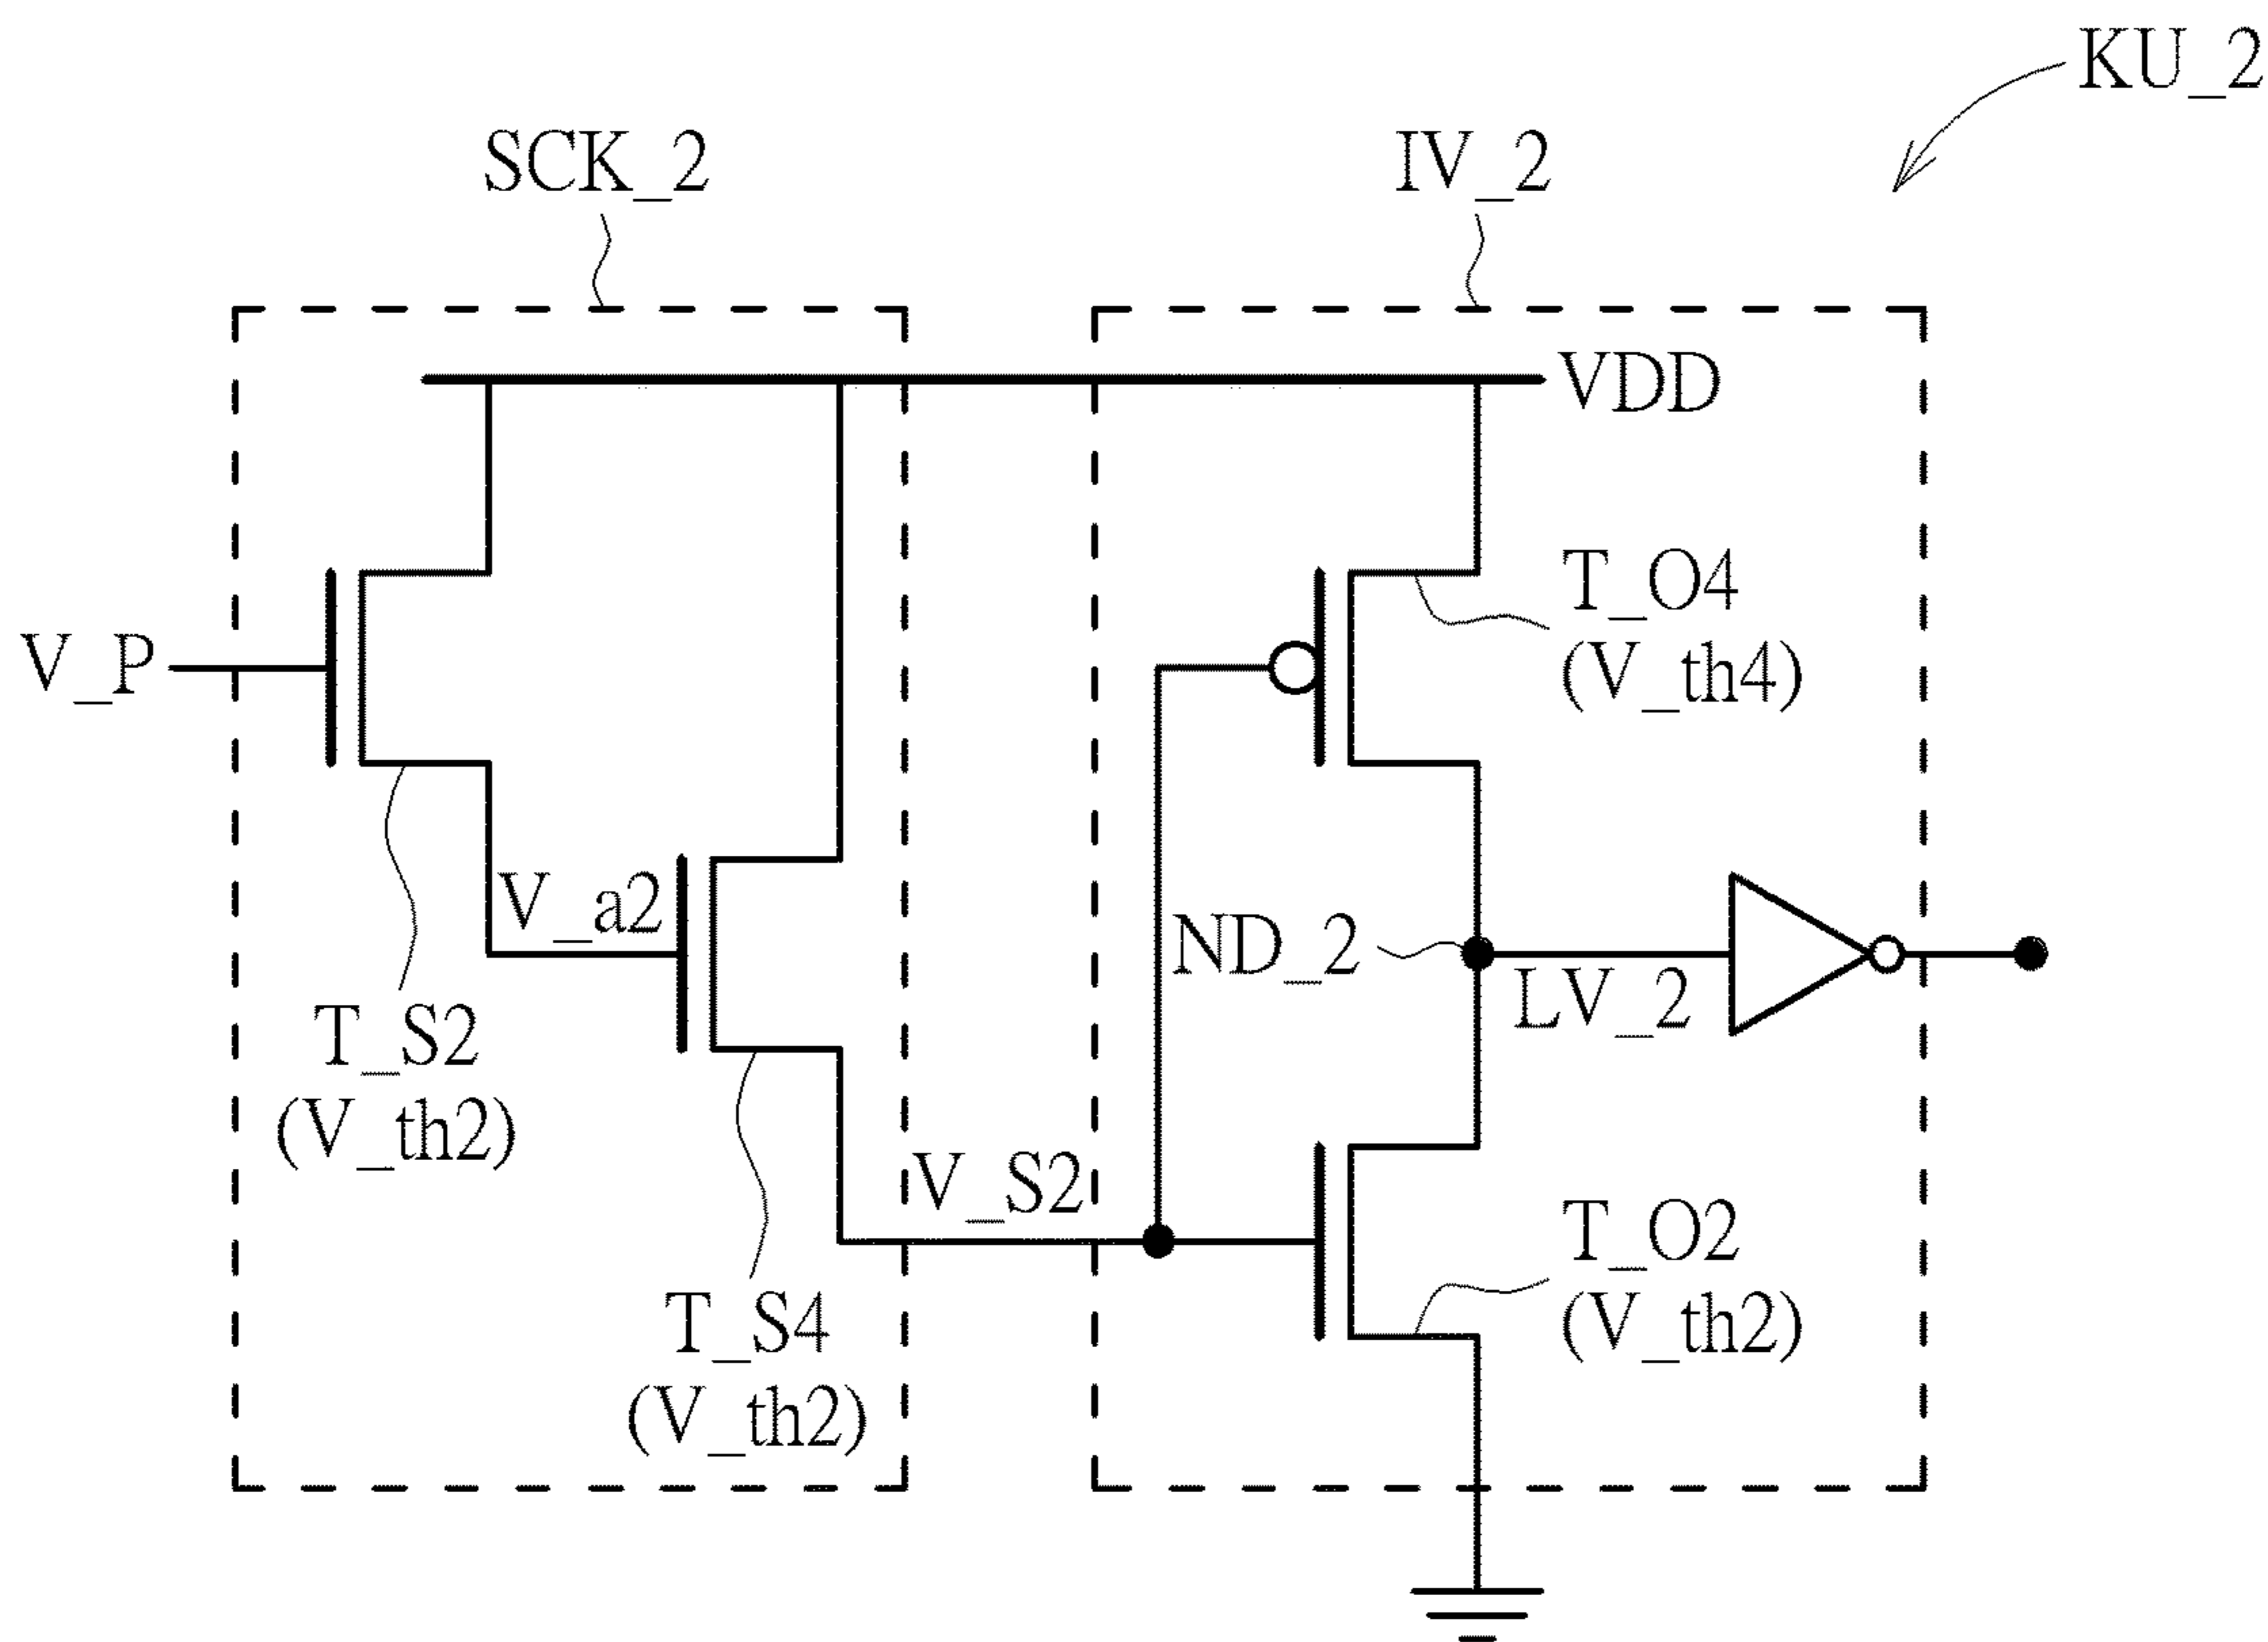 KU_2
SCK_2
IV_2
VDD
T_O4
(V_th4)
V_P
V_a2
ND_2
LV_2
T_S2
(V_th2)
V_S2
T_O2
(V_th2)
T_S4
(V_th2)